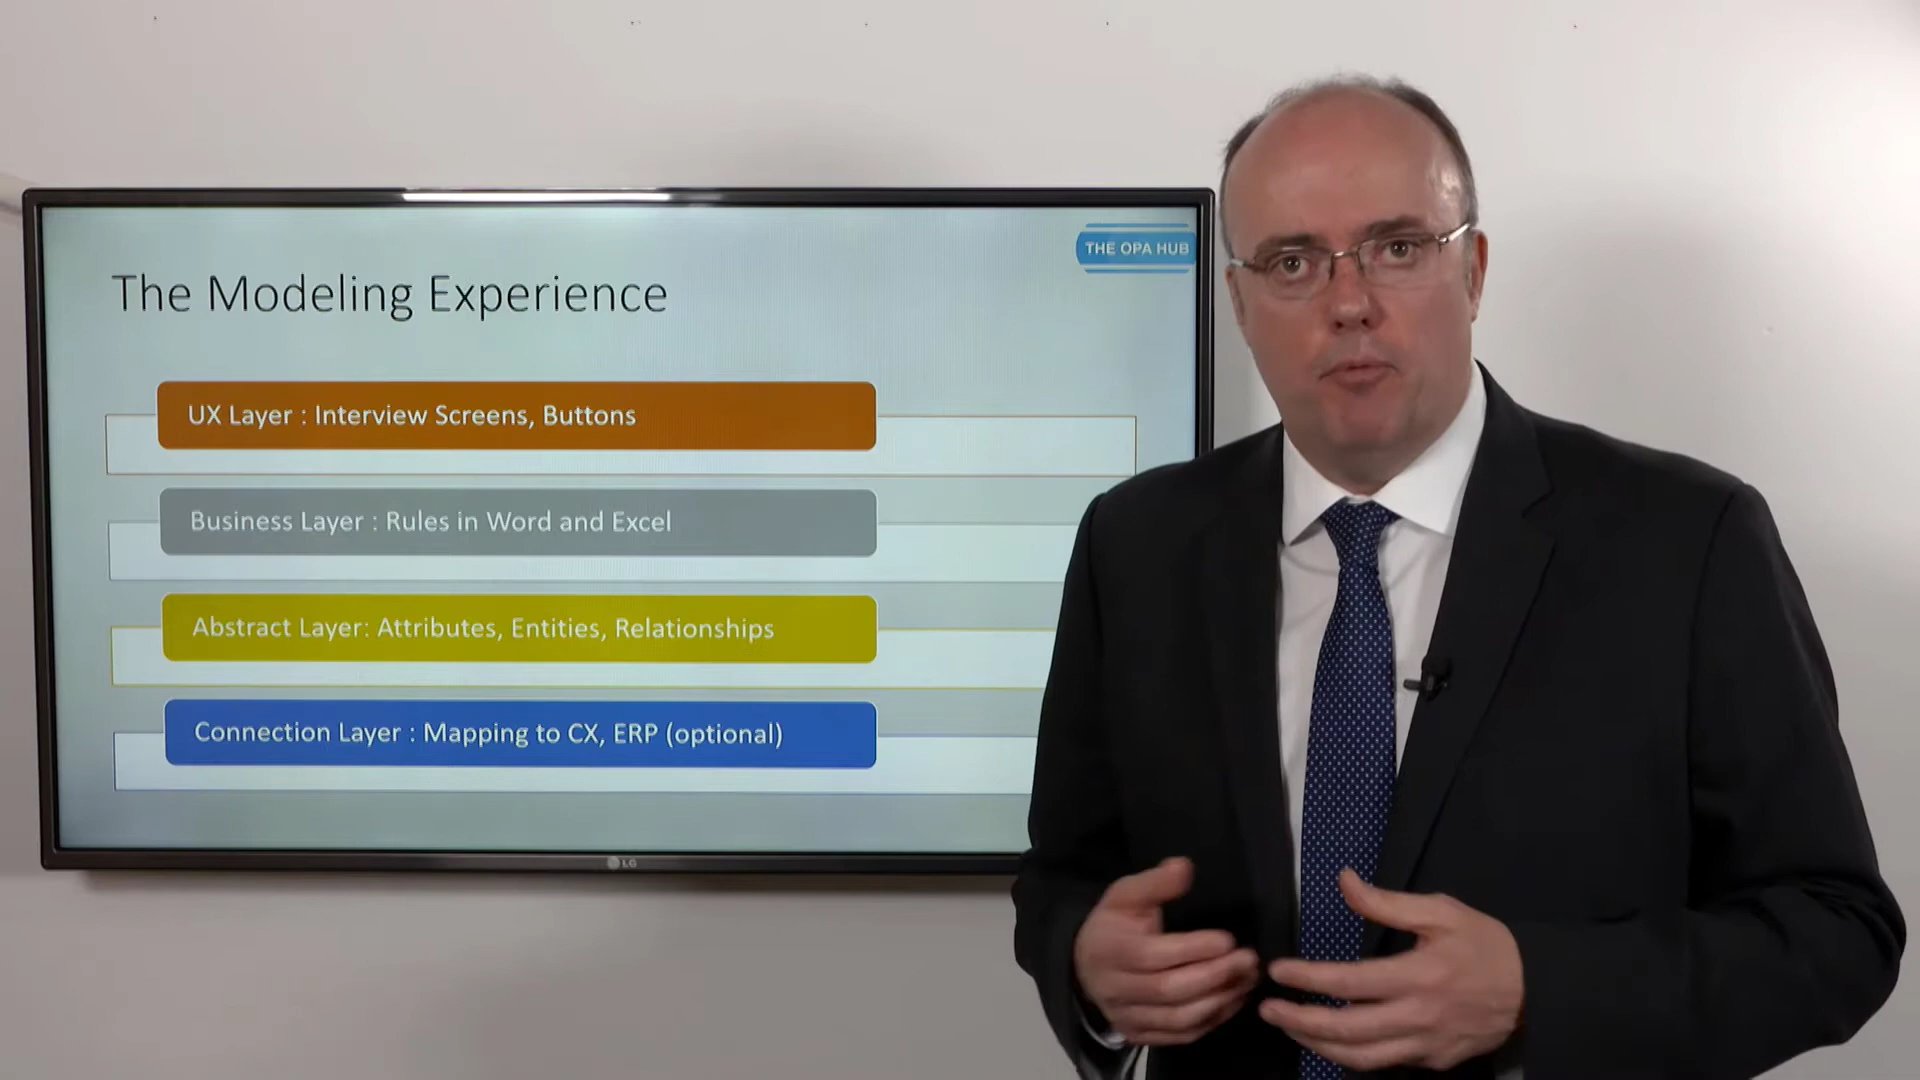 THE OPA HUB
The Modeling Experience
UX Layer : Interview Screens, Buttons
Business Layer : Rules in Word and Excel
Abstract Layer: Attributes, Entities, Relationships
Connection Layer : Mapping to CX, ERP (optional)
LG